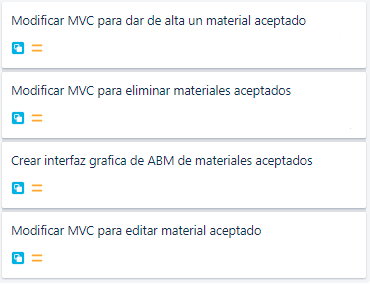 Modificar MVC para dar de alta un material aceptado
Modificar MVC para eliminar materiales aceptados
Crear interfaz grafica de ABM de materiales aceptados
Modificar MVC para editar material aceptado